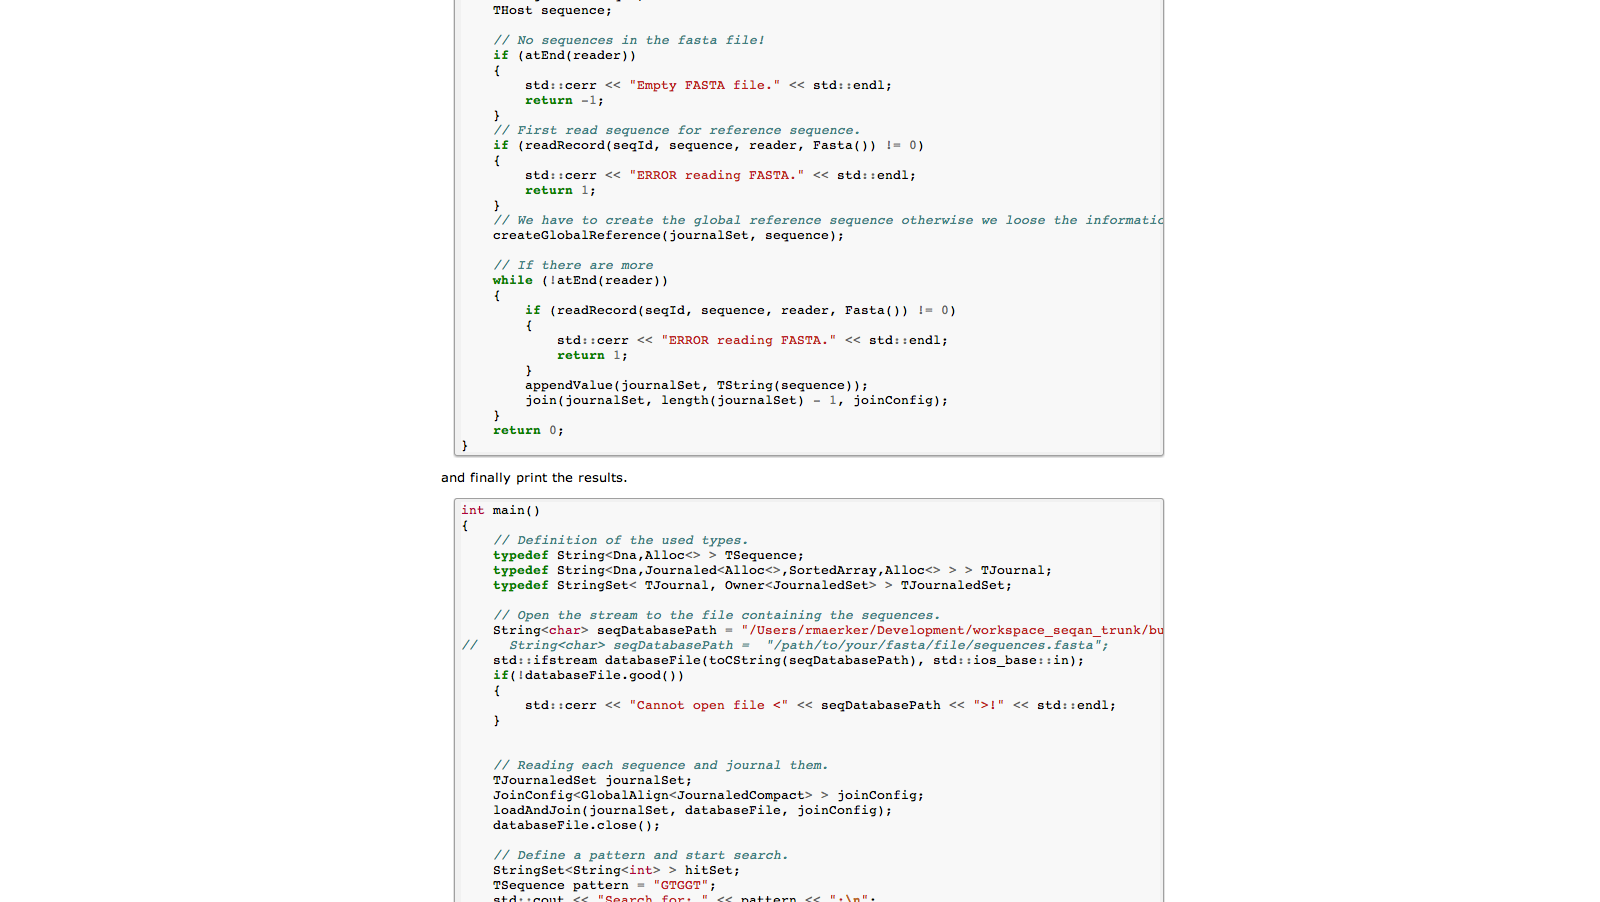 THost sequence;
// No sequences in the fasta file!
if (atEnd(reader))
{
std::cerr << "Empty FASTA file." << std::endl;
return -1;
}
// First read sequence for reference sequence.
if (readRecord(seqId, sequence, reader, Fasta()) != 0)
{
std::cerr << "ERROR reading FASTA." << std::endl;
return 1;
}
// We have to create the global reference sequence otherwise we loose the informatic
createGlobalReference(journalSet, sequence);
// If there are more
while (!atEnd(reader))
{
if (readRecord(seqId, sequence, reader, Fasta()) != 0)
{
std::cerr << "ERROR reading FASTA." << std::endl;
return 1;
}
appendValue(journalSet, TString(sequence));
join(journalSet, length(journalSet) - 1, joinConfig);
}
return 0;
}
and finally print the results.
int main()
{
// Definition of the used types.
typedef String<Dna,Alloc<> > TSequence;
typedef String<Dna,Journaled<Alloc<>,SortedArray,Alloc<> > > TJournal;
typedef StringSet< TJournal, Owner<JournaledSet> > TJournaledSet;
// Open the stream to the file containing the sequences.
String<char> seqDatabasePath = "/Users/rmaerker/Development/workspace_seqan_trunk/bu
// String<char> seqDatabasePath = "/path/to/your/fasta/file/sequences.fasta";
std::ifstream databaseFile(toCString(seqDatabasePath), std::ios_base::in);
if(!databaseFile.good())
{
std::cerr << "Cannot open file <" << seqDatabasePath << ">!" << std::endl;
}
// Reading each sequence and journal them.
TJournaledSet journalSet;
JoinConfig<GlobalAlign<JournaledCompact> > joinConfig;
loadAndJoin(journalSet, databaseFile, joinConfig);
databaseFile.close();
// Define a pattern and start search.
StringSet<String<int> > hitSet;
TSequence pattern = "GTGGT";
std::cout << "Search for: " << pattern << ":\n";